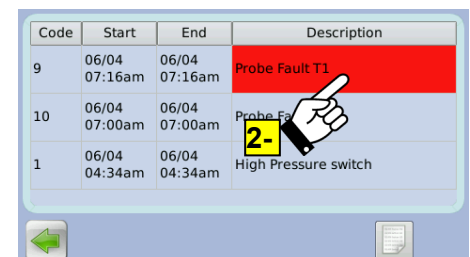 Code Start End Description
9 06/04 07:16am 06/04 07:16am Probe Fault T1
10 06/04 07:00am 06/04 07:00am Probe Fa
2-
1 06/04 04:34am 06/04 04:34am High Pressure switch